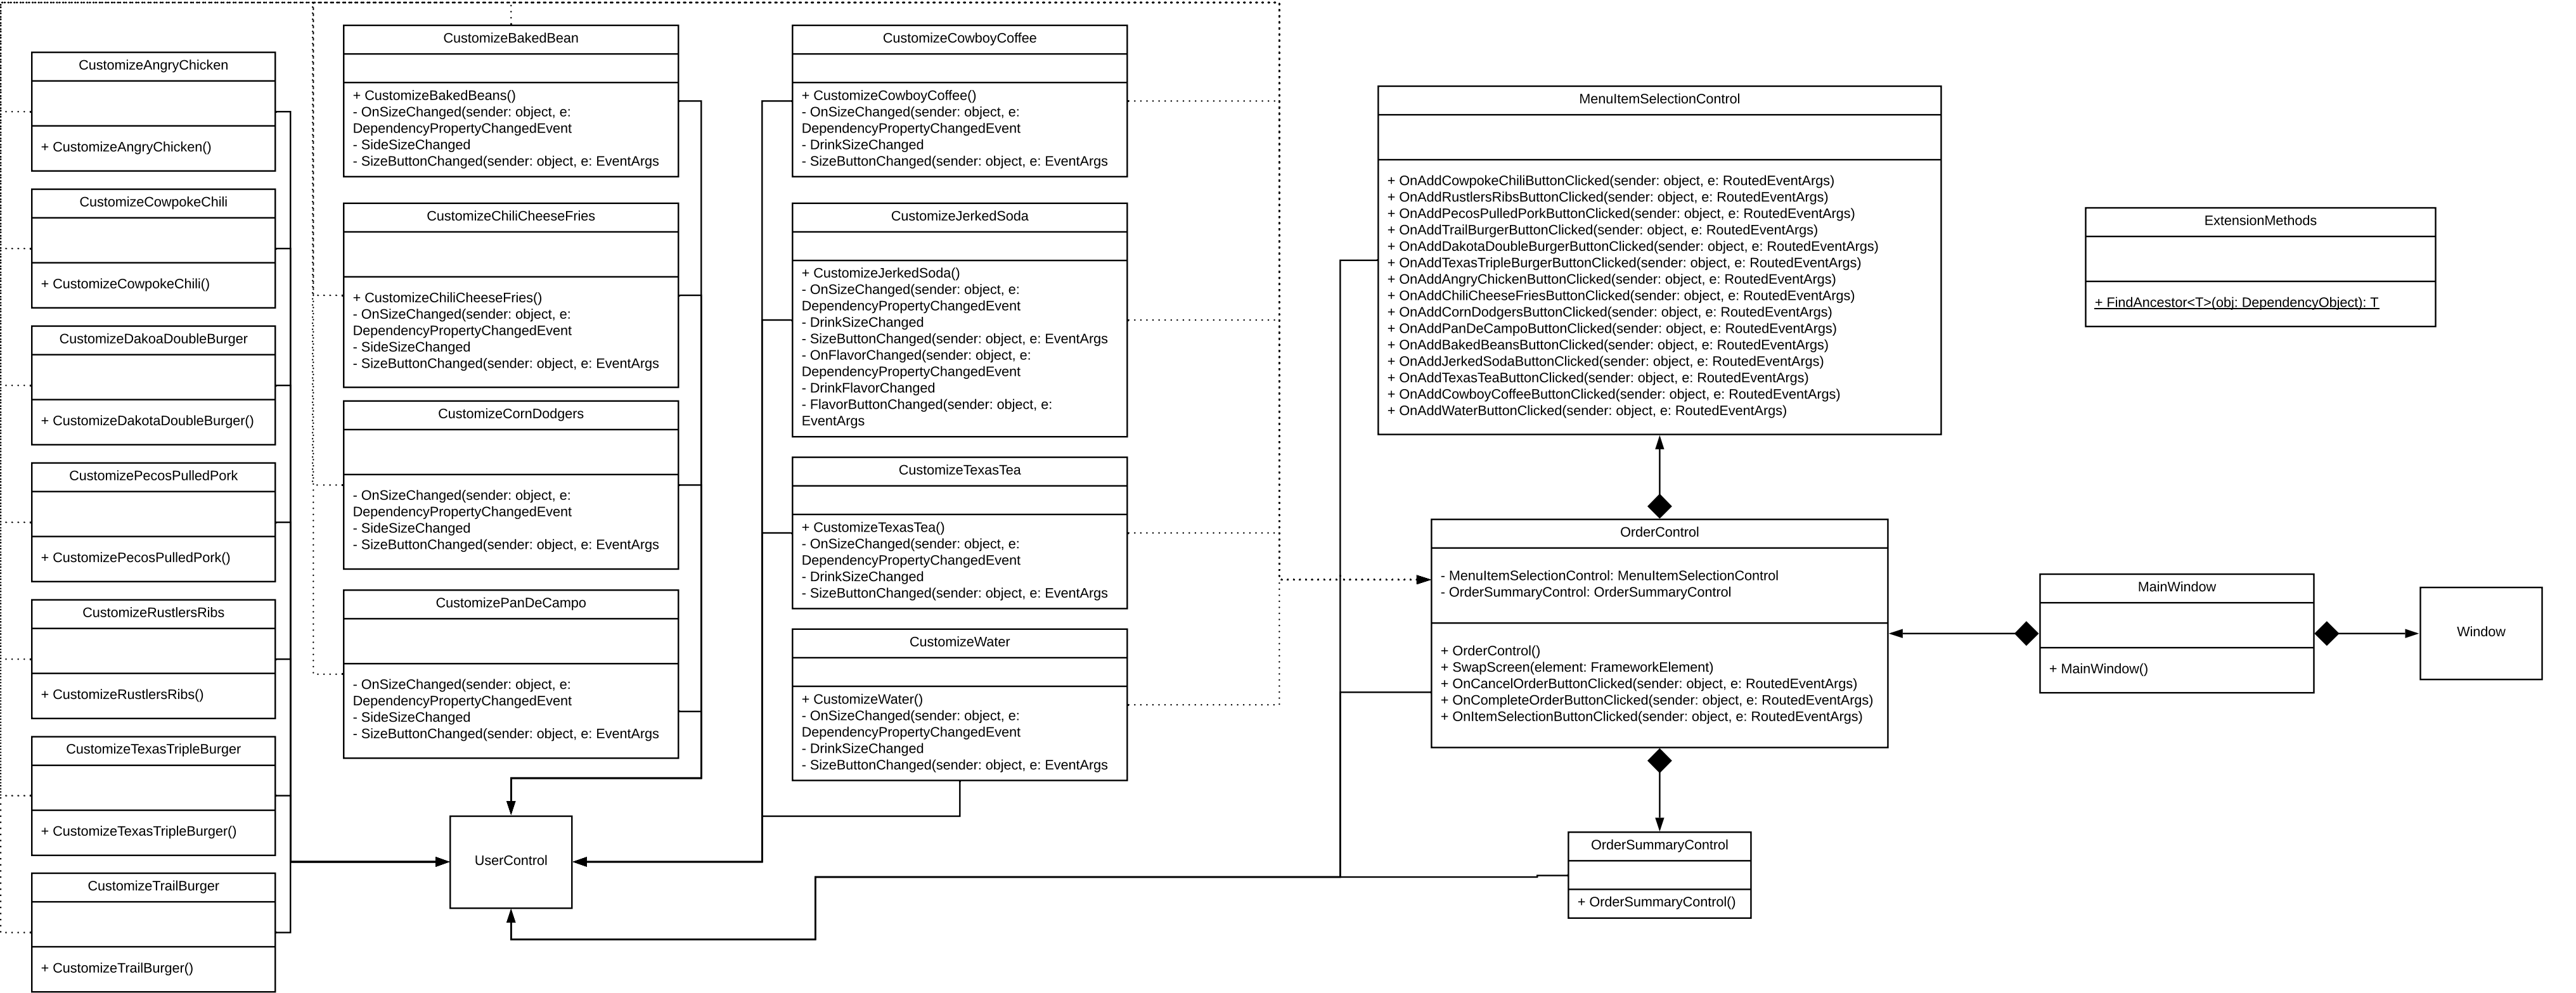 CustomizeAngryChicken
+ CustomizeAngryChicken()
CustomizeCowpokeChili
+ CustomizeCowpokeChili()
CustomizeDakoaDoubleBurger
+ CustomizeDakotaDoubleBurger()
CustomizePecosPulledPork
+ CustomizePecosPulledPork()
CustomizeRustlersRibs
+ CustomizeRustlersRibs()
CustomizeTexasTripleBurger
+ CustomizeTexasTripleBurger()
CustomizeTrailBurger
+ CustomizeTrailBurger()
CustomizeBakedBean
+ CustomizeBakedBeans()
- OnSizeChanged(sender: object, e:
DependencyPropertyChangedEvent
- SideSizeChanged
- SizeButtonChanged(sender: object, e: EventArgs
CustomizeChiliCheeseFries
+ CustomizeChiliCheeseFries()
- OnSizeChanged(sender: object, e:
DependencyPropertyChangedEvent
- SideSizeChanged
- SizeButtonChanged(sender: object, e: EventArgs
CustomizeCornDodgers
- OnSizeChanged(sender: object, e:
DependencyPropertyChangedEvent
- SideSizeChanged
- SizeButtonChanged(sender: object, e: EventArgs
CustomizePanDeCampo
- OnSizeChanged(sender: object, e:
DependencyPropertyChangedEvent
- SideSizeChanged
- SizeButtonChanged(sender: object, e: EventArgs
UserControl
CustomizeCowboyCoffee
+ CustomizeCowboyCoffee()
- OnSizeChanged(sender: object, e:
DependencyPropertyChangedEvent
- DrinkSizeChanged
- SizeButtonChanged(sender: object, e: EventArgs
CustomizeJerkedSoda
+ CustomizeJerkedSoda()
- OnSizeChanged(sender: object, e:
DependencyPropertyChangedEvent
- DrinkSizeChanged
- SizeButtonChanged(sender: object, e: EventArgs
- OnFlavorChanged(sender: object, e:
DependencyPropertyChangedEvent
- DrinkFlavorChanged
- FlavorButtonChanged(sender: object, e:
EventArgs
CustomizeTexasTea
+ CustomizeTexasTea()
- OnSizeChanged(sender: object, e:
DependencyPropertyChangedEvent
- DrinkSizeChanged
- SizeButtonChanged(sender: object, e: EventArgs
CustomizeWater
+ CustomizeWater()
- OnSizeChanged(sender: object, e:
DependencyPropertyChangedEvent
- DrinkSizeChanged
- SizeButtonChanged(sender: object, e: EventArgs
MenuItemSelectionControl
+ OnAddCowpokeChiliButtonClicked(sender: object, e: RoutedEventArgs)
+ OnAddRustlersRibsButtonClicked(sender: object, e: RoutedEventArgs)
+ OnAddPecosPulledPorkButtonClicked(sender: object, e: RoutedEventArgs)
+ OnAddTrailBurgerButtonClicked(sender: object, e: RoutedEventArgs)
+ OnAddDakotaDoubleBurgerButtonClicked(sender: object, e: RoutedEventArgs)
+ OnAddTexasTripleBurgerButtonClicked(sender: object, e: RoutedEventArgs)
+ OnAddAngryChickenButtonClicked(sender: object, e: RoutedEventArgs)
+ OnAddChiliCheeseFriesButtonClicked(sender: object, e: RoutedEventArgs)
+ OnAddCornDodgersButtonClicked(sender: object, e: RoutedEventArgs)
+ OnAddPanDeCampoButtonClicked(sender: object, e: RoutedEventArgs)
+ OnAddBakedBeansButtonClicked(sender: object, e: RoutedEventArgs)
+ OnAddJerkedSodaButtonClicked(sender: object, e: RoutedEventArgs)
+ OnAddTexasTeaButtonClicked(sender: object, e: RoutedEventArgs)
+ OnAddCowboyCoffeeButtonClicked(sender: object, e: RoutedEventArgs)
+ OnAddWaterButtonClicked(sender: object, e: RoutedEventArgs)
OrderControl
- MenuItemSelectionControl: MenuItemSelectionControl
- OrderSummaryControl: OrderSummaryControl
+ OrderControl()
+ SwapScreen(element: FrameworkElement)
+ OnCancelOrderButtonClicked(sender: object, e: RoutedEventArgs)
+ OnCompleteOrderButtonClicked(sender: object, e: RoutedEventArgs)
+ OnItemSelectionButtonClicked(sender: object, e: RoutedEventArgs)
OrderSummaryControl
+ OrderSummaryControl()
ExtensionMethods
+ FindAncestor<T>(obj: DependencyObject): T
MainWindow
+ MainWindow()
Window